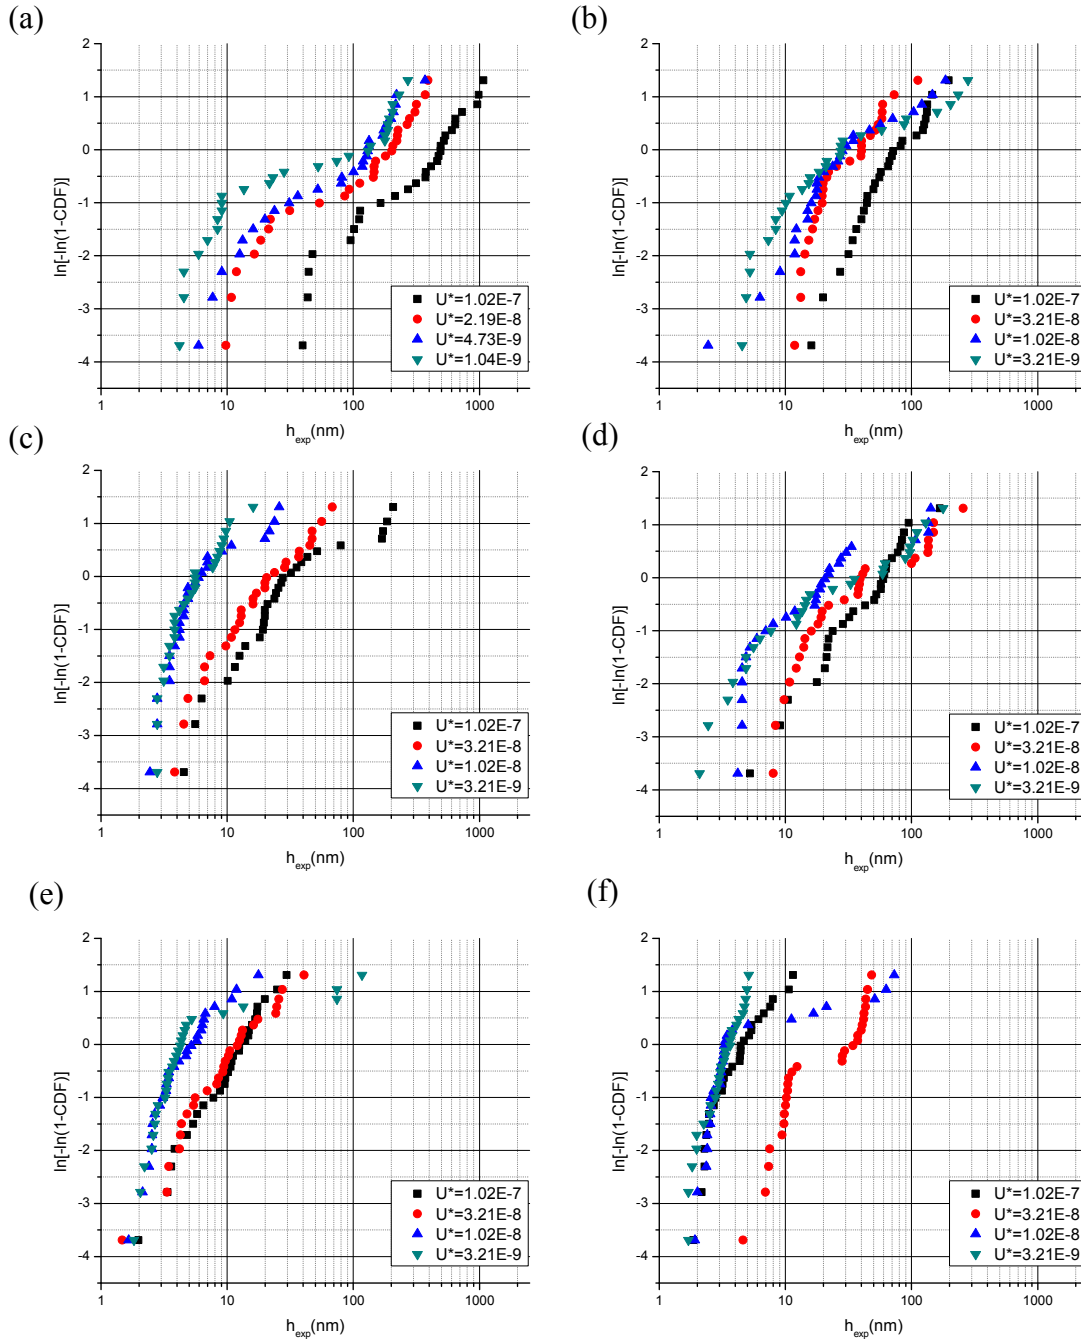 (a)
2
1
0
-1
-2
-3
-4
ln[-ln(1-CDF)]
U*=1.02E-7
U*=2.19E-8
U*=4.73E-9
U*=1.04E-9
1 10 100 1000
hexp(nm)
(b)
2
1
0
-1
-2
-3
-4
ln[-ln(1-CDF)]
U*=1.02E-7
U*=3.21E-8
U*=1.02E-8
U*=3.21E-9
1 10 100 1000
hexp(nm)
(c)
2
1
0
-1
-2
-3
-4
ln[-ln(1-CDF)]
U*=1.02E-7
U*=3.21E-8
U*=1.02E-8
U*=3.21E-9
1 10 100 1000
hexp(nm)
(d)
2
1
0
-1
-2
-3
-4
ln[-ln(1-CDF)]
U*=1.02E-7
U*=3.21E-8
U*=1.02E-8
U*=3.21E-9
1 10 100 1000
hexp(nm)
(e)
2
1
0
-1
-2
-3
-4
ln[-ln(1-CDF)]
U*=1.02E-7
U*=3.21E-8
U*=1.02E-8
U*=3.21E-9
1 10 100 1000
hexp(nm)
(f)
2
1
0
-1
-2
-3
-4
ln[-ln(1-CDF)]
U*=1.02E-7
U*=3.21E-8
U*=1.02E-8
U*=3.21E-9
1 10 100 1000
hexp(nm)